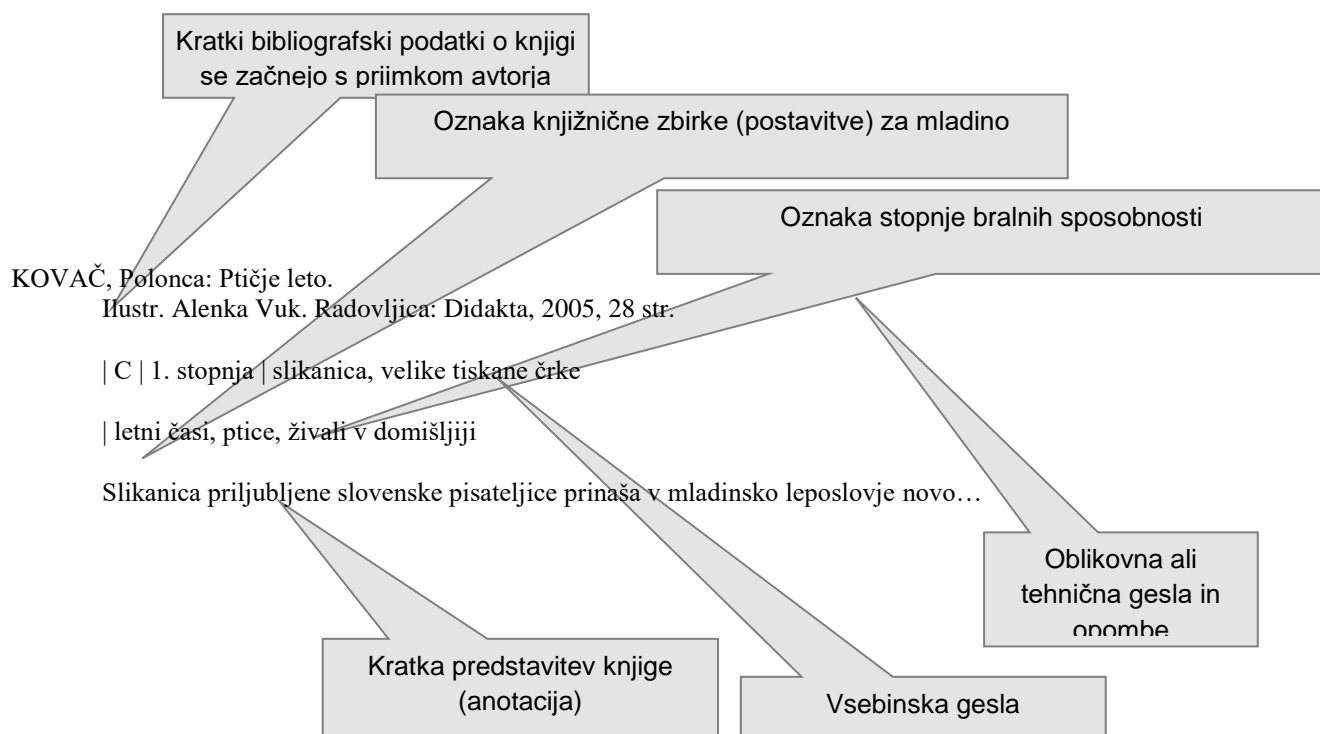 Kratki bibliografski podatki o knjigi
se začnejo s priimkom avtorja
Oznaka knjižnične zbirke (postavitve) za mladino
Oznaka stopnje bralnih sposobnosti
KOVAČ, Polonca: Ptičje leto.
Ilustr. Alenka Vuk. Radovljica: Didakta, 2005, 28 str.
| C | 1. stopnja | slikanica, velike tiskane črke
| letni časi, ptice, živali v domišljiji
Slikanica priljubljene slovenske pisateljice prinaša v mladinsko leposlovje novo…
Oblikovna ali
tehnična gesla in
opombe
Kratka predstavitev knjige
(anotacija)
Vsebinska gesla